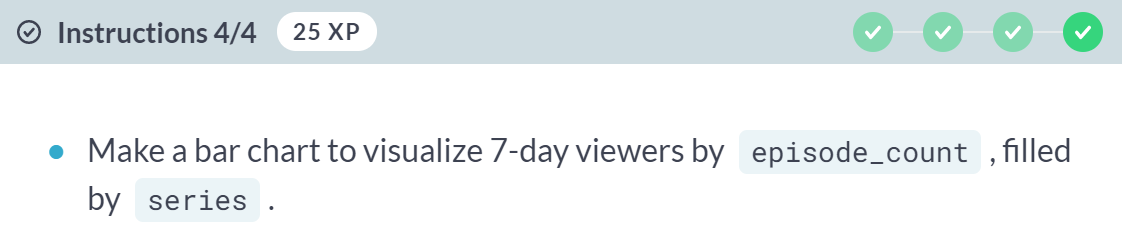 Instructions 4/4 25 XP
Make a bar chart to visualize 7-day viewers by episode_count , filled
by series .